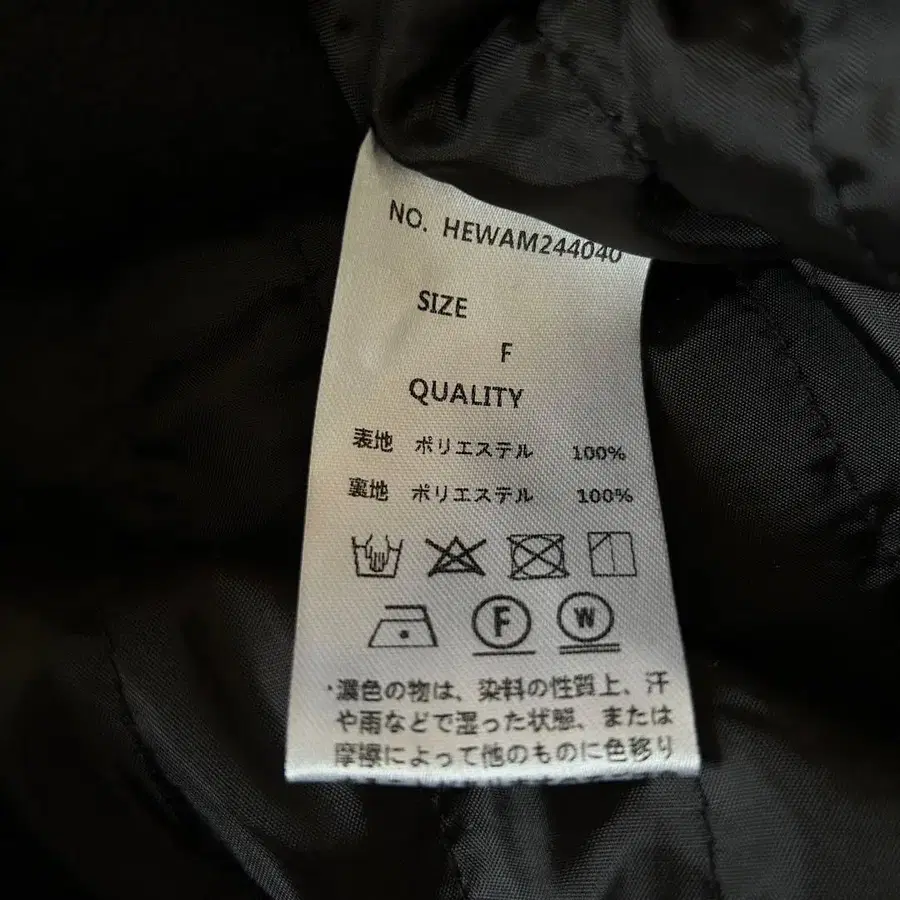 NO. HEWAM244040
SIZE
F
QUALITY
表地 ポリエステル 100%
裏地 ポリエステル 100%
F W
・濃色の物は、染料の性質上、汗
や雨などで湿った状態、または
摩擦によって他のものに色移り